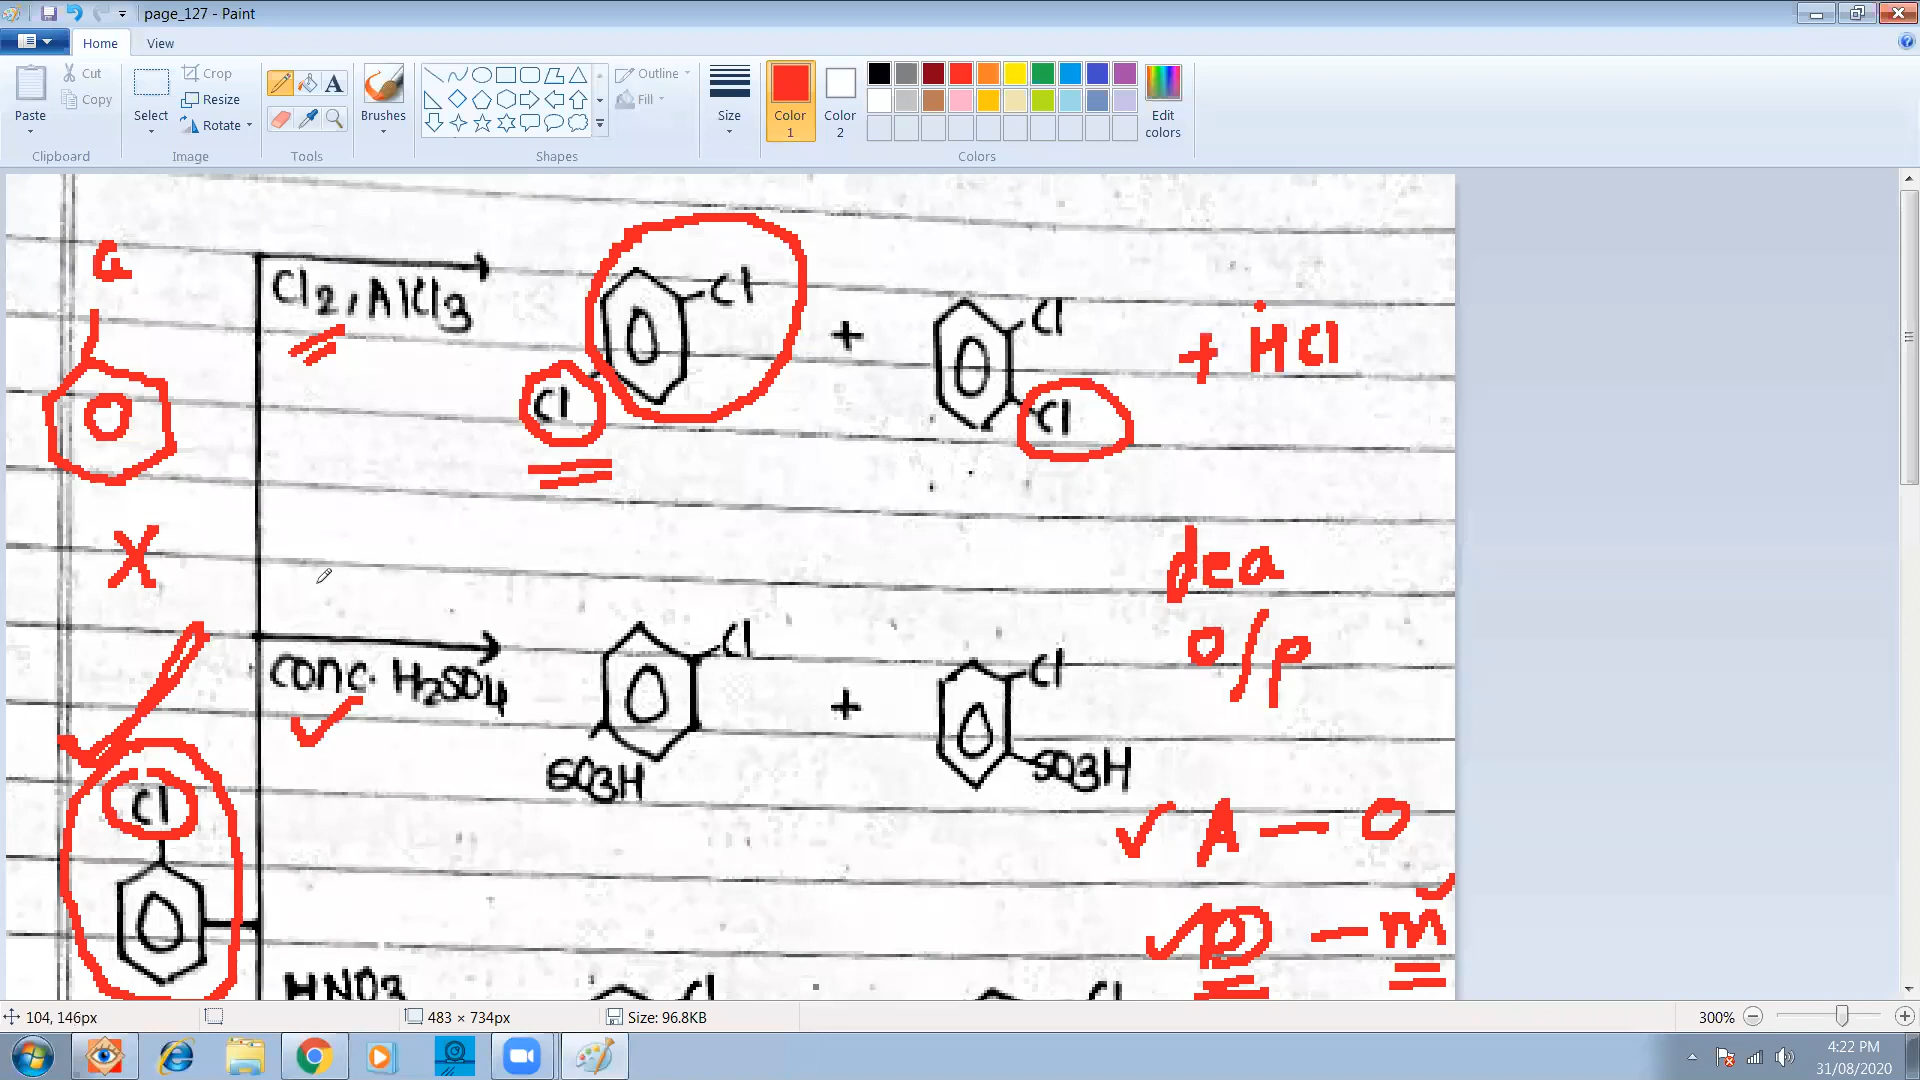 page_127 - Paint
Home View
Paste
Cut
Copy
Clipboard
Select
Crop
Resize
Rotate
Image
Tools
Brushes
Shapes
Outline
Fill
Size
Color 1
Color 2
Edit colors
Colors
Cl2, AlCl3
Cl
Cl
+
Cl
Cl
+ HCl
X
dea
o/p
conc. H2SO4
Cl
SO3H
+
Cl
SO3H
Cl
✓ A — O
✓ D — m
HNO3
Cl
Cl
104, 146px
483 × 734px
Size: 96.8KB
300%
4:22 PM
31/08/2020